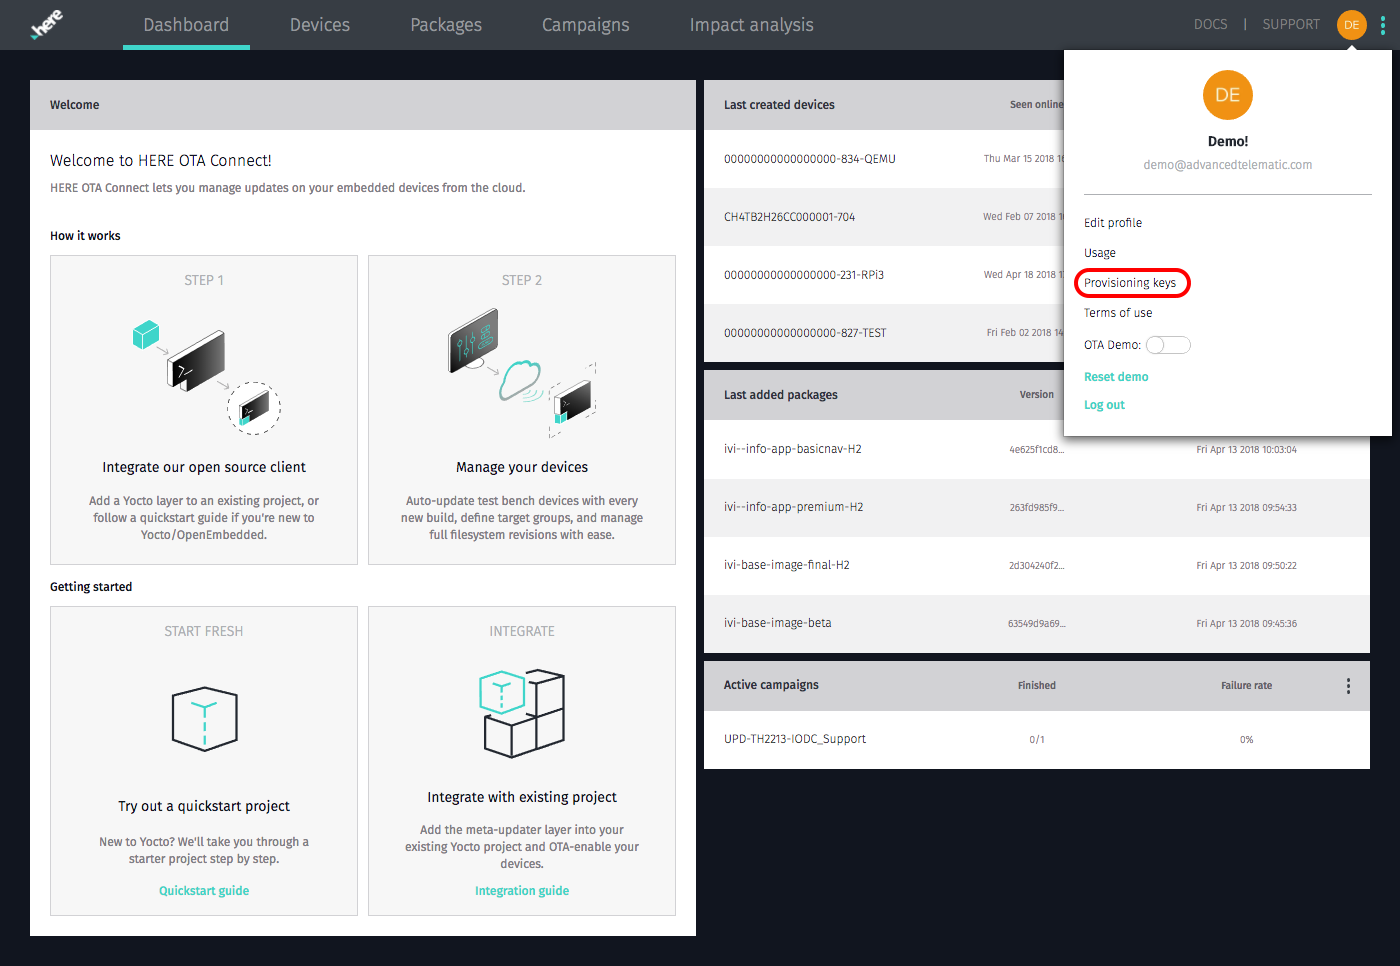 here
Dashboard
Devices
Packages
Campaigns
Impact analysis
DOCS | SUPPORT
DE
Welcome
Welcome to HERE OTA Connect!
HERE OTA Connect lets you manage updates on your embedded devices from the cloud.
How it works
STEP 1
Integrate our open source client
Add a Yocto layer to an existing project, or
follow a quickstart guide if you're new to
Yocto/OpenEmbedded.
STEP 2
Manage your devices
Auto-update test bench devices with every
new build, define target groups, and manage
full filesystem revisions with ease.
Getting started
START FRESH
Try out a quickstart project
New to Yocto? We'll take you through a
starter project step by step.
Quickstart guide
INTEGRATE
Integrate with existing project
Add the meta-updater layer into your
existing Yocto project and OTA-enable your
devices.
Integration guide
Last created devices Seen online
00000000000000000-834-QEMU Thu Mar 15 2018
CH4TB2H26CC000001-704 Wed Feb 07 2018
00000000000000000-231-RPi3 Wed Apr 18 2018
00000000000000000-827-TEST Fri Feb 02 2018 14
Last added packages Version
ivi--info-app-basicnav-H2 4e625f1cd8... Fri Apr 13 2018 10:03:04
ivi--info-app-premium-H2 263fd985f9... Fri Apr 13 2018 09:54:33
ivi-base-image-final-H2 2d304240f2... Fri Apr 13 2018 09:50:22
ivi-base-image-beta 63549d9a69... Fri Apr 13 2018 09:45:36
Active campaigns Finished Failure rate
UPD-TH2213-IODC_Support 0/1 0%
DE
Demo!
demo@advancedtelematic.com
Edit profile
Usage
Provisioning keys
Terms of use
OTA Demo:
Reset demo
Log out